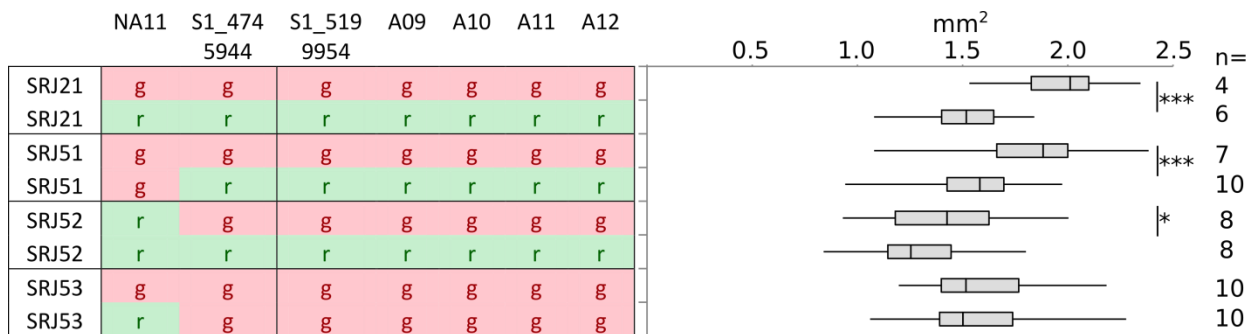 NA11 S1_474 S1_519 A09 A10 A11 A12 mm²
5944 9954 0.5 1.0 1.5 2.0 2.5 n=
SRJ21 g g g g g g g 4
***
SRJ21 r r r r r r r 6
SRJ51 g g g g g g g 7
***
SRJ51 g r r r r r r 10
SRJ52 r g g g g g g * 8
SRJ52 r r r r r r r 8
SRJ53 g g g g g g g 10
SRJ53 r g g g g g g 10